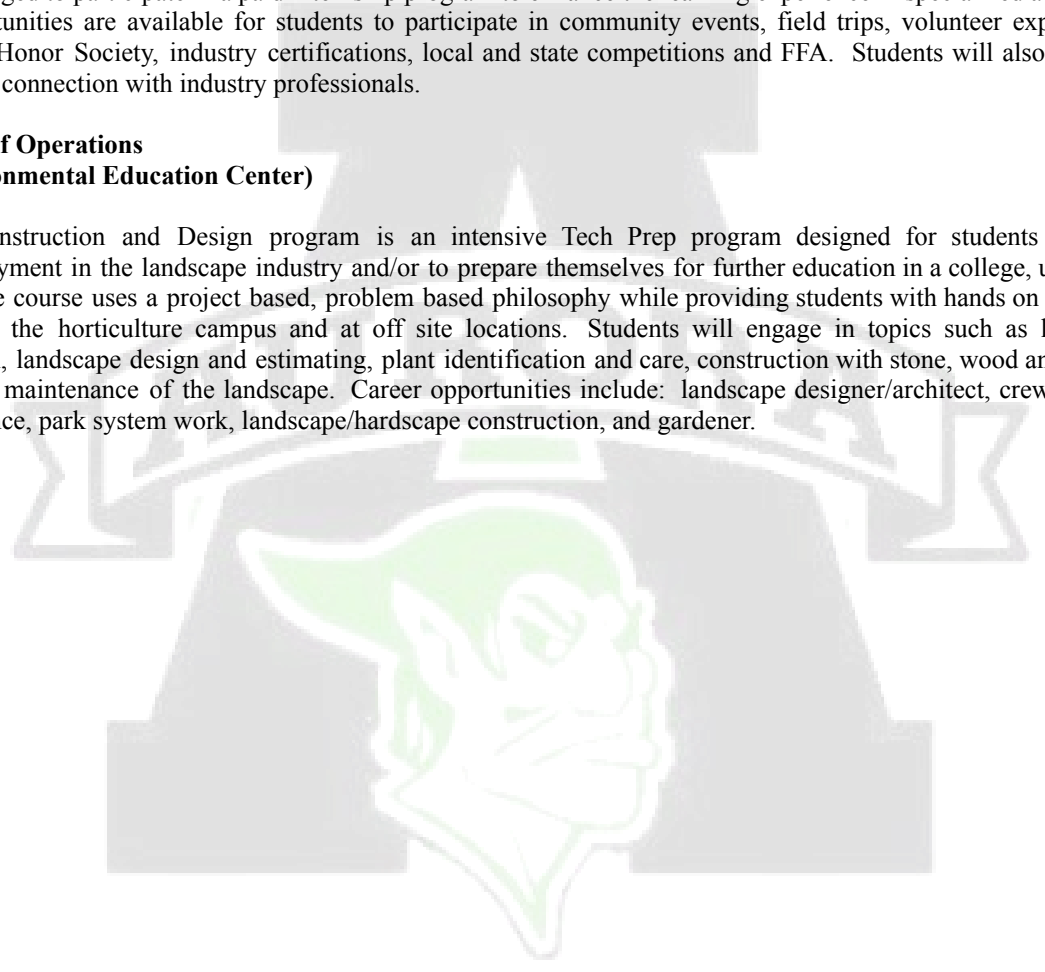 to participate in a paid
tunities are available for students to participate in community events, field trips, volunteer exp
Honor Society, industry certifications, local and state competitions and FFA. Students will also
connection with industry professionals.
f Operations
onmental Education Center)
nstruction and Design program is an intensive Tech Prep program designed for students
yment in the landscape industry and/or to prepare themselves for further education in a college, u
e course uses a project based, problem based philosophy while providing students with hands on
the horticulture campus and at off site locations. Students will engage in topics such as
, landscape design and estimating, plant identification and care, construction with stone, wood an
maintenance of the landscape. Career opportunities include: landscape designer/architect, crew
ce, park system work, landscape/hardscape construction, and gardener.
AURORA